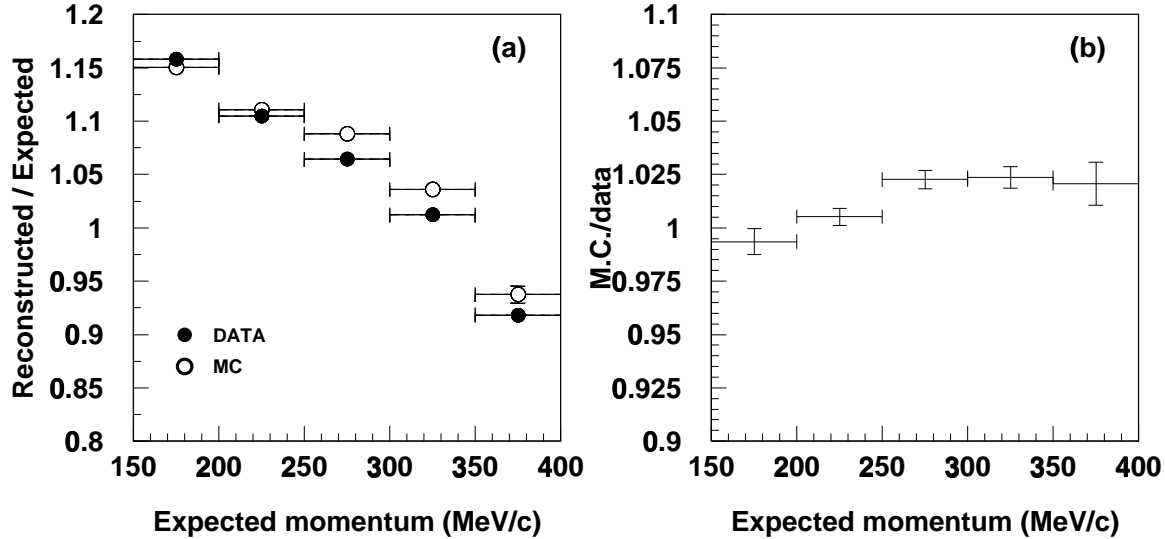 (a)
Reconstructed / Expected
1.2
1.15
1.1
1.05
1
0.95
0.9
0.85
0.8
DATA
MC
150 200 250 300 350 400
Expected momentum (MeV/c)
(b)
M.C./data
1.1
1.075
1.05
1.025
1
0.975
0.95
0.925
0.9
150 200 250 300 350 400
Expected momentum (MeV/c)